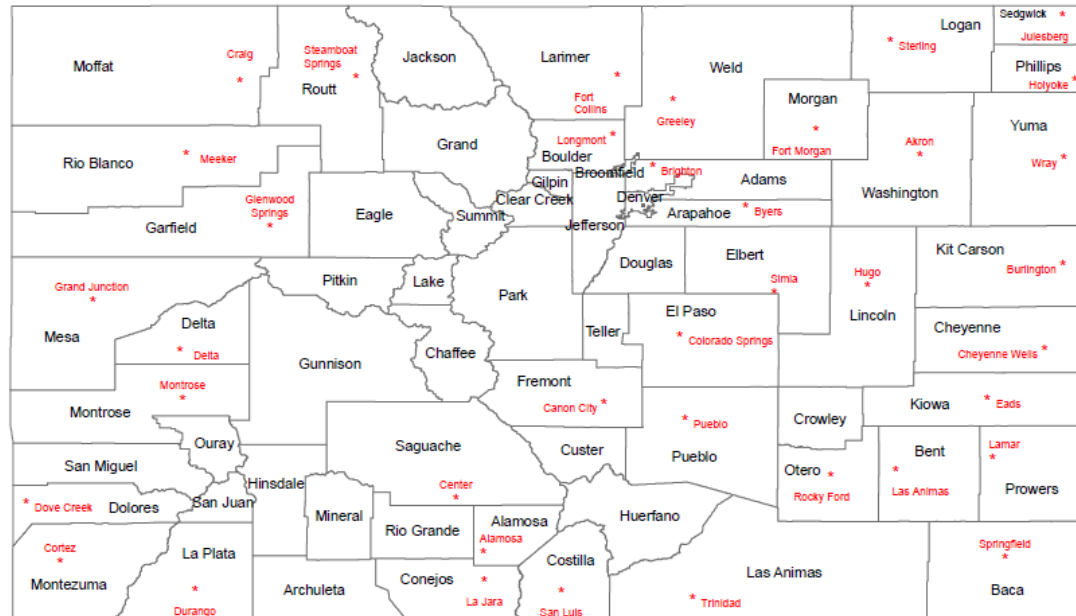 Logan
Sedgwick *
Julesberg
Craig
*
Moffat
Steamboat
Springs
*
Routt
Jackson
Larimer
*
Fort
Collins
Weld
*
Greeley
* Sterling
Phillips
Holyoke *
Morgan
*
Fort Morgan
Yuma
Wray *
Akron
*
Washington
Rio Blanco
* Meeker
Grand
Longmont *
Boulder
Broomfield
* Brighton
Adams
Gilpin
Clear Creek
Denver
Arapahoe
* Byers
Glenwood
Springs
*
Garfield
Eagle
Summit
Jefferson
Kit Carson
Burlington *
Grand Junction
*
Mesa
Pitkin
Lake
Park
Douglas
Elbert
Simia
*
Hugo
*
Lincoln
Delta
* Delta
Gunnison
Chaffee
Teller
El Paso
* Colorado Springs
Cheyenne
Cheyenne Wells *
Montrose
*
Montrose
Fremont
Canon City *
* Pueblo
Pueblo
Crowley
Kiowa
* Eads
Ouray
Saguache
Center
*
Custer
Otero *
Rocky Ford
Bent
*
Las Animas
Lamar
*
Prowers
San Miguel
* Dove Creek
Dolores
San Juan
Hinsdale
Mineral
Rio Grande
Alamosa
Alamosa
*
Huerfano
Cortez
*
Montezuma
La Plata
*
Durango
Archuleta
Conejos *
La Jara
Costilla
*
San Luis
Las Animas
* Trinidad
Springfield
*
Baca